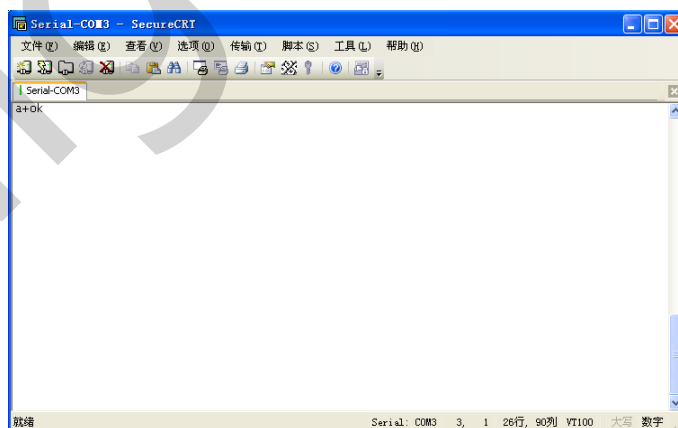 Serial-COM3 - SecureCRT
文件(F) 编辑(E) 查看(V) 选项(O) 传输(T) 脚本(S) 工具(L) 帮助(H)
Serial-COM3
a+ok
就绪 Serial: COM3 3, 1 26行, 90列 VT100 大写 数字